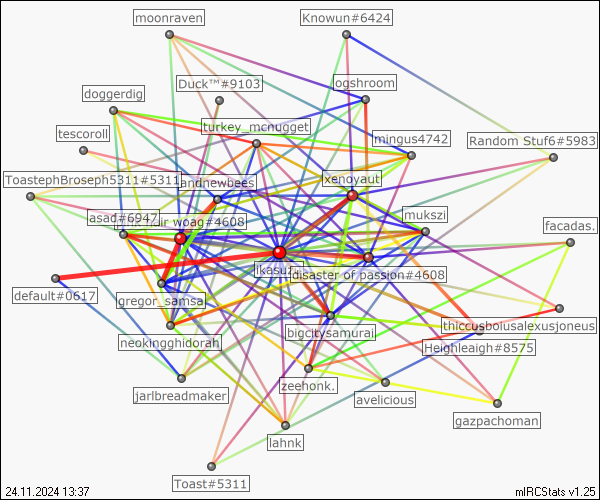 moonraven
Knowun#6424
Duck™#9103
ogshroom
doggerdig
turkey_mcnugget
tescoroll
mingus4742
Random Stuf6#5983
ToastephBroseph5311#5311
andnewbees
xenoyaut
asad#6947
woag#4608
mukszi
facadas.
disaster of passion#4608
default#0617
gregor_samsa
thiccusboiusalexusjoneus
bigcitysamurai
neokingghidorah
Heighleaigh#8575
zeehonk.
jarlbreadmaker
avelicious
gazpachoman
lahnk
Toast#5311
24.11.2024 13:37
mIRCStats v1.25